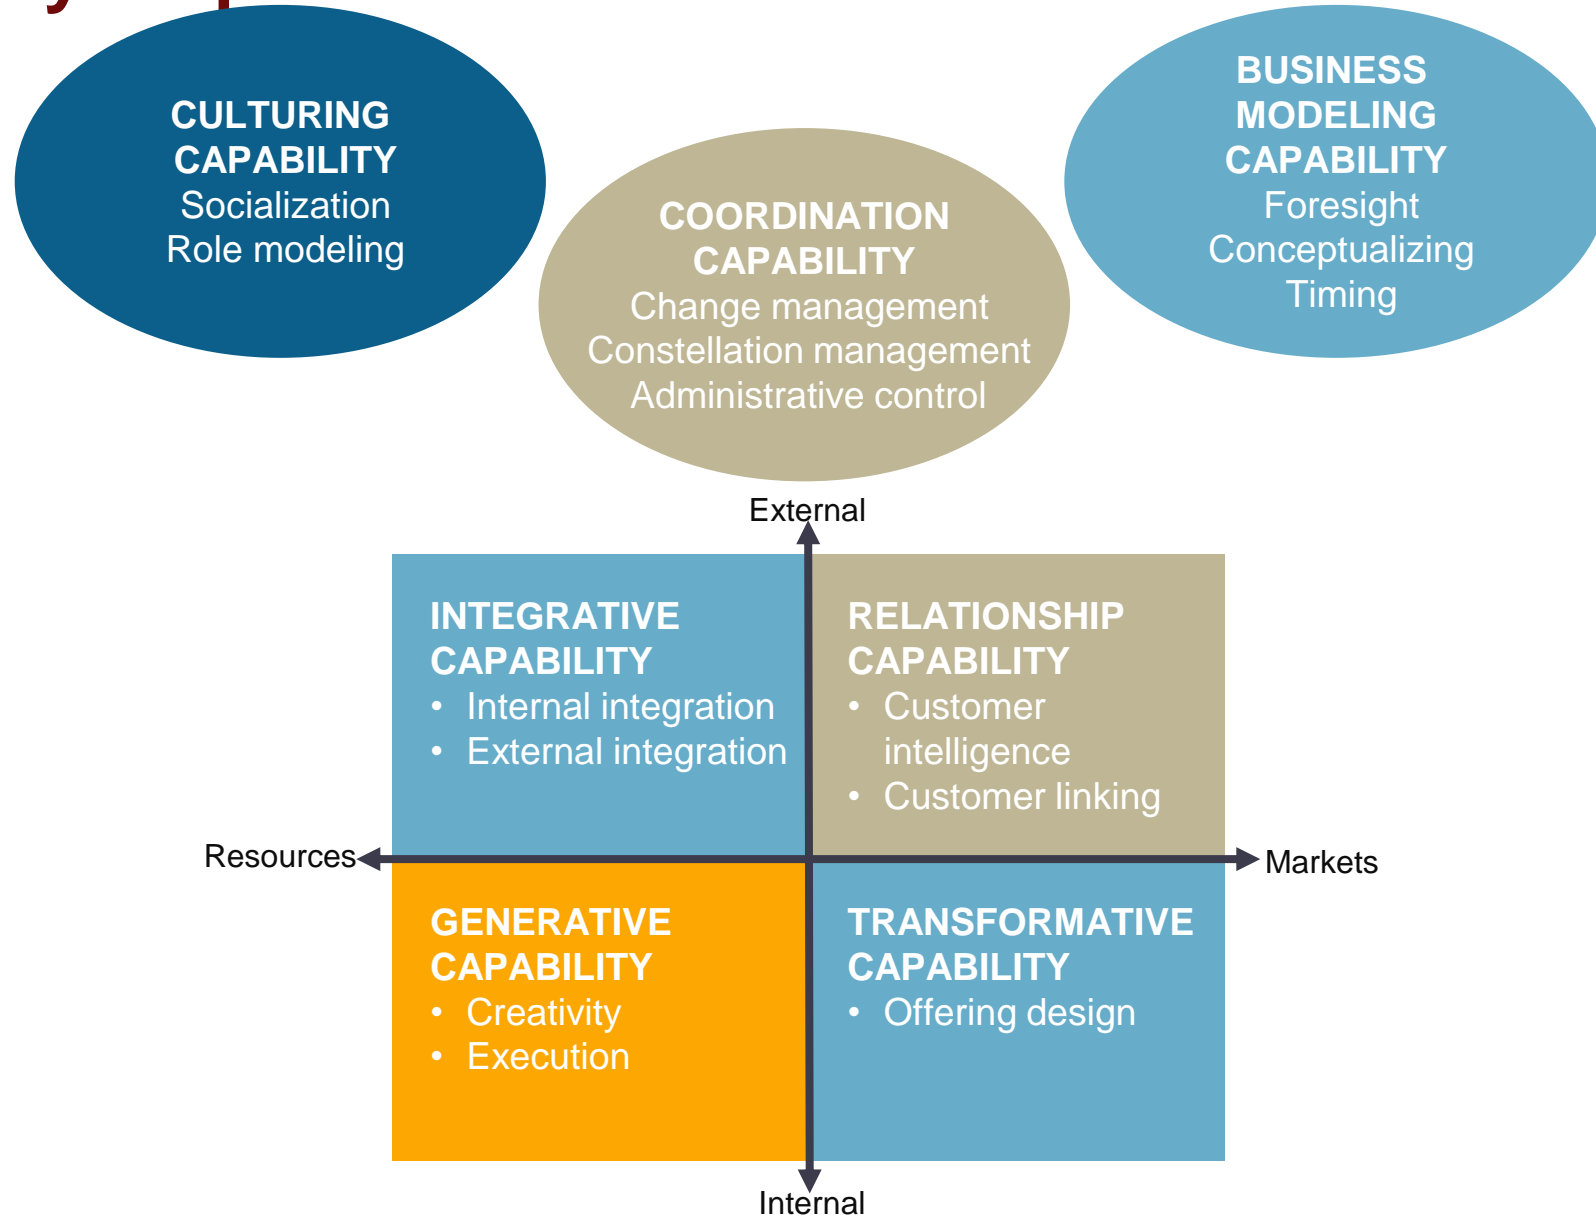 CULTURING
CAPABILITY
Socialization
Role modeling
COORDINATION
CAPABILITY
Change management
Constellation management
Administrative control
BUSINESS
MODELING
CAPABILITY
Foresight
Conceptualizing
Timing
External
INTEGRATIVE
CAPABILITY
• Internal integration
• External integration
RELATIONSHIP
CAPABILITY
• Customer
intelligence
• Customer linking
Resources
Markets
GENERATIVE
CAPABILITY
• Creativity
• Execution
TRANSFORMATIVE
CAPABILITY
• Offering design
Internal